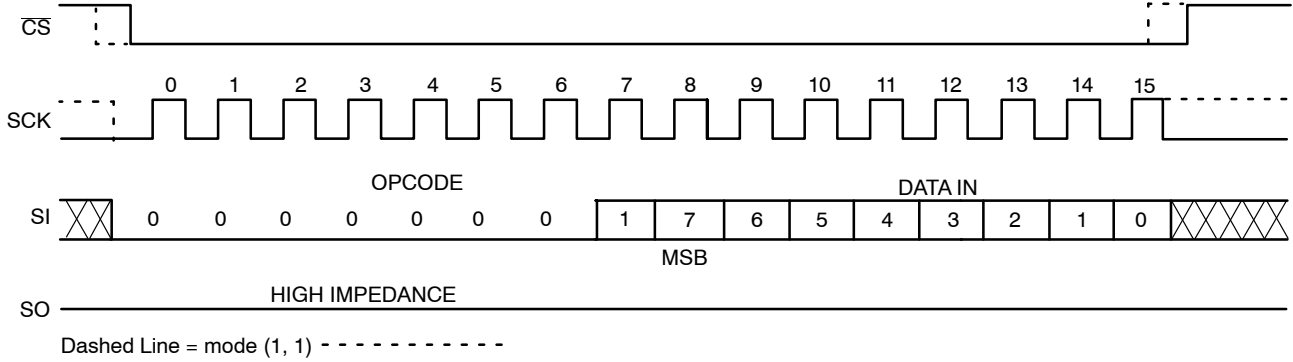 CS
0 1 2 3 4 5 6 7 8 9 10 11 12 13 14 15
SCK
OPCODE DATA IN
SI 0 0 0 0 0 0 0 1 7 6 5 4 3 2 1 0
MSB
HIGH IMPEDANCE
SO
Dashed Line = mode (1, 1)